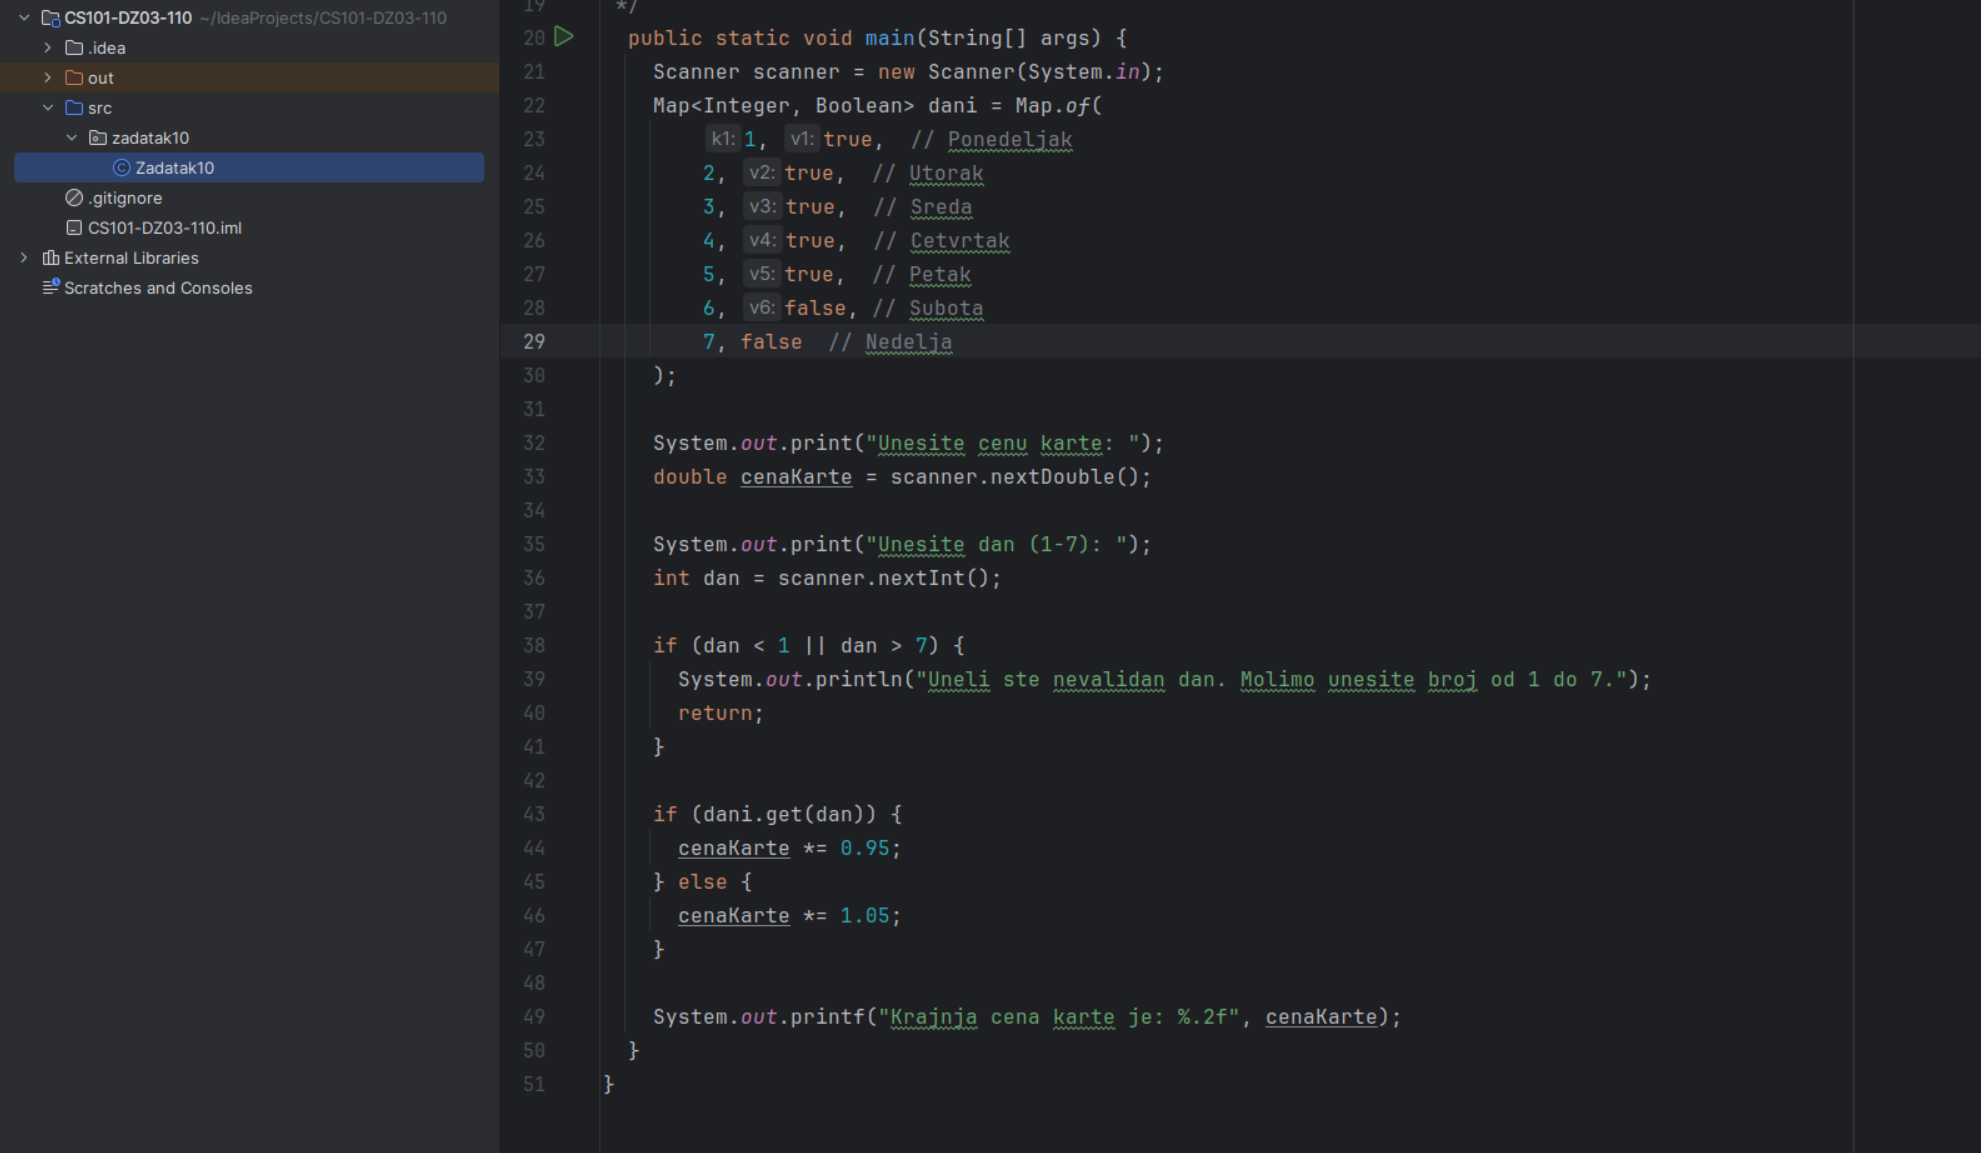 CS101-DZ03-110 ~/IdeaProjects/CS101-DZ03-110
.idea
out
src
zadatak10
Zadatak10
.gitignore
CS101-DZ03-110.iml
External Libraries
Scratches and Consoles
19 */
20 public static void main(String[] args) {
21 Scanner scanner = new Scanner(System.in);
22 Map<Integer, Boolean> dani = Map.of(
23 k1: 1, v1: true, // Ponedeljak
24 2, v2: true, // Utorak
25 3, v3: true, // Sreda
26 4, v4: true, // Cetvrtak
27 5, v5: true, // Petak
28 6, v6: false, // Subota
29 7, false // Nedelja
30 );
31
32 System.out.print("Unesite cenu karte: ");
33 double cenaKarte = scanner.nextDouble();
34
35 System.out.print("Unesite dan (1-7): ");
36 int dan = scanner.nextInt();
37
38 if (dan < 1 || dan > 7) {
39 System.out.println("Uneli ste nevalidan dan. Molimo unesite broj od 1 do 7.");
40 return;
41 }
42
43 if (dani.get(dan)) {
44 cenaKarte *= 0.95;
45 } else {
46 cenaKarte *= 1.05;
47 }
48
49 System.out.printf("Krajnja cena karte je: %.2f", cenaKarte);
50 }
51 }